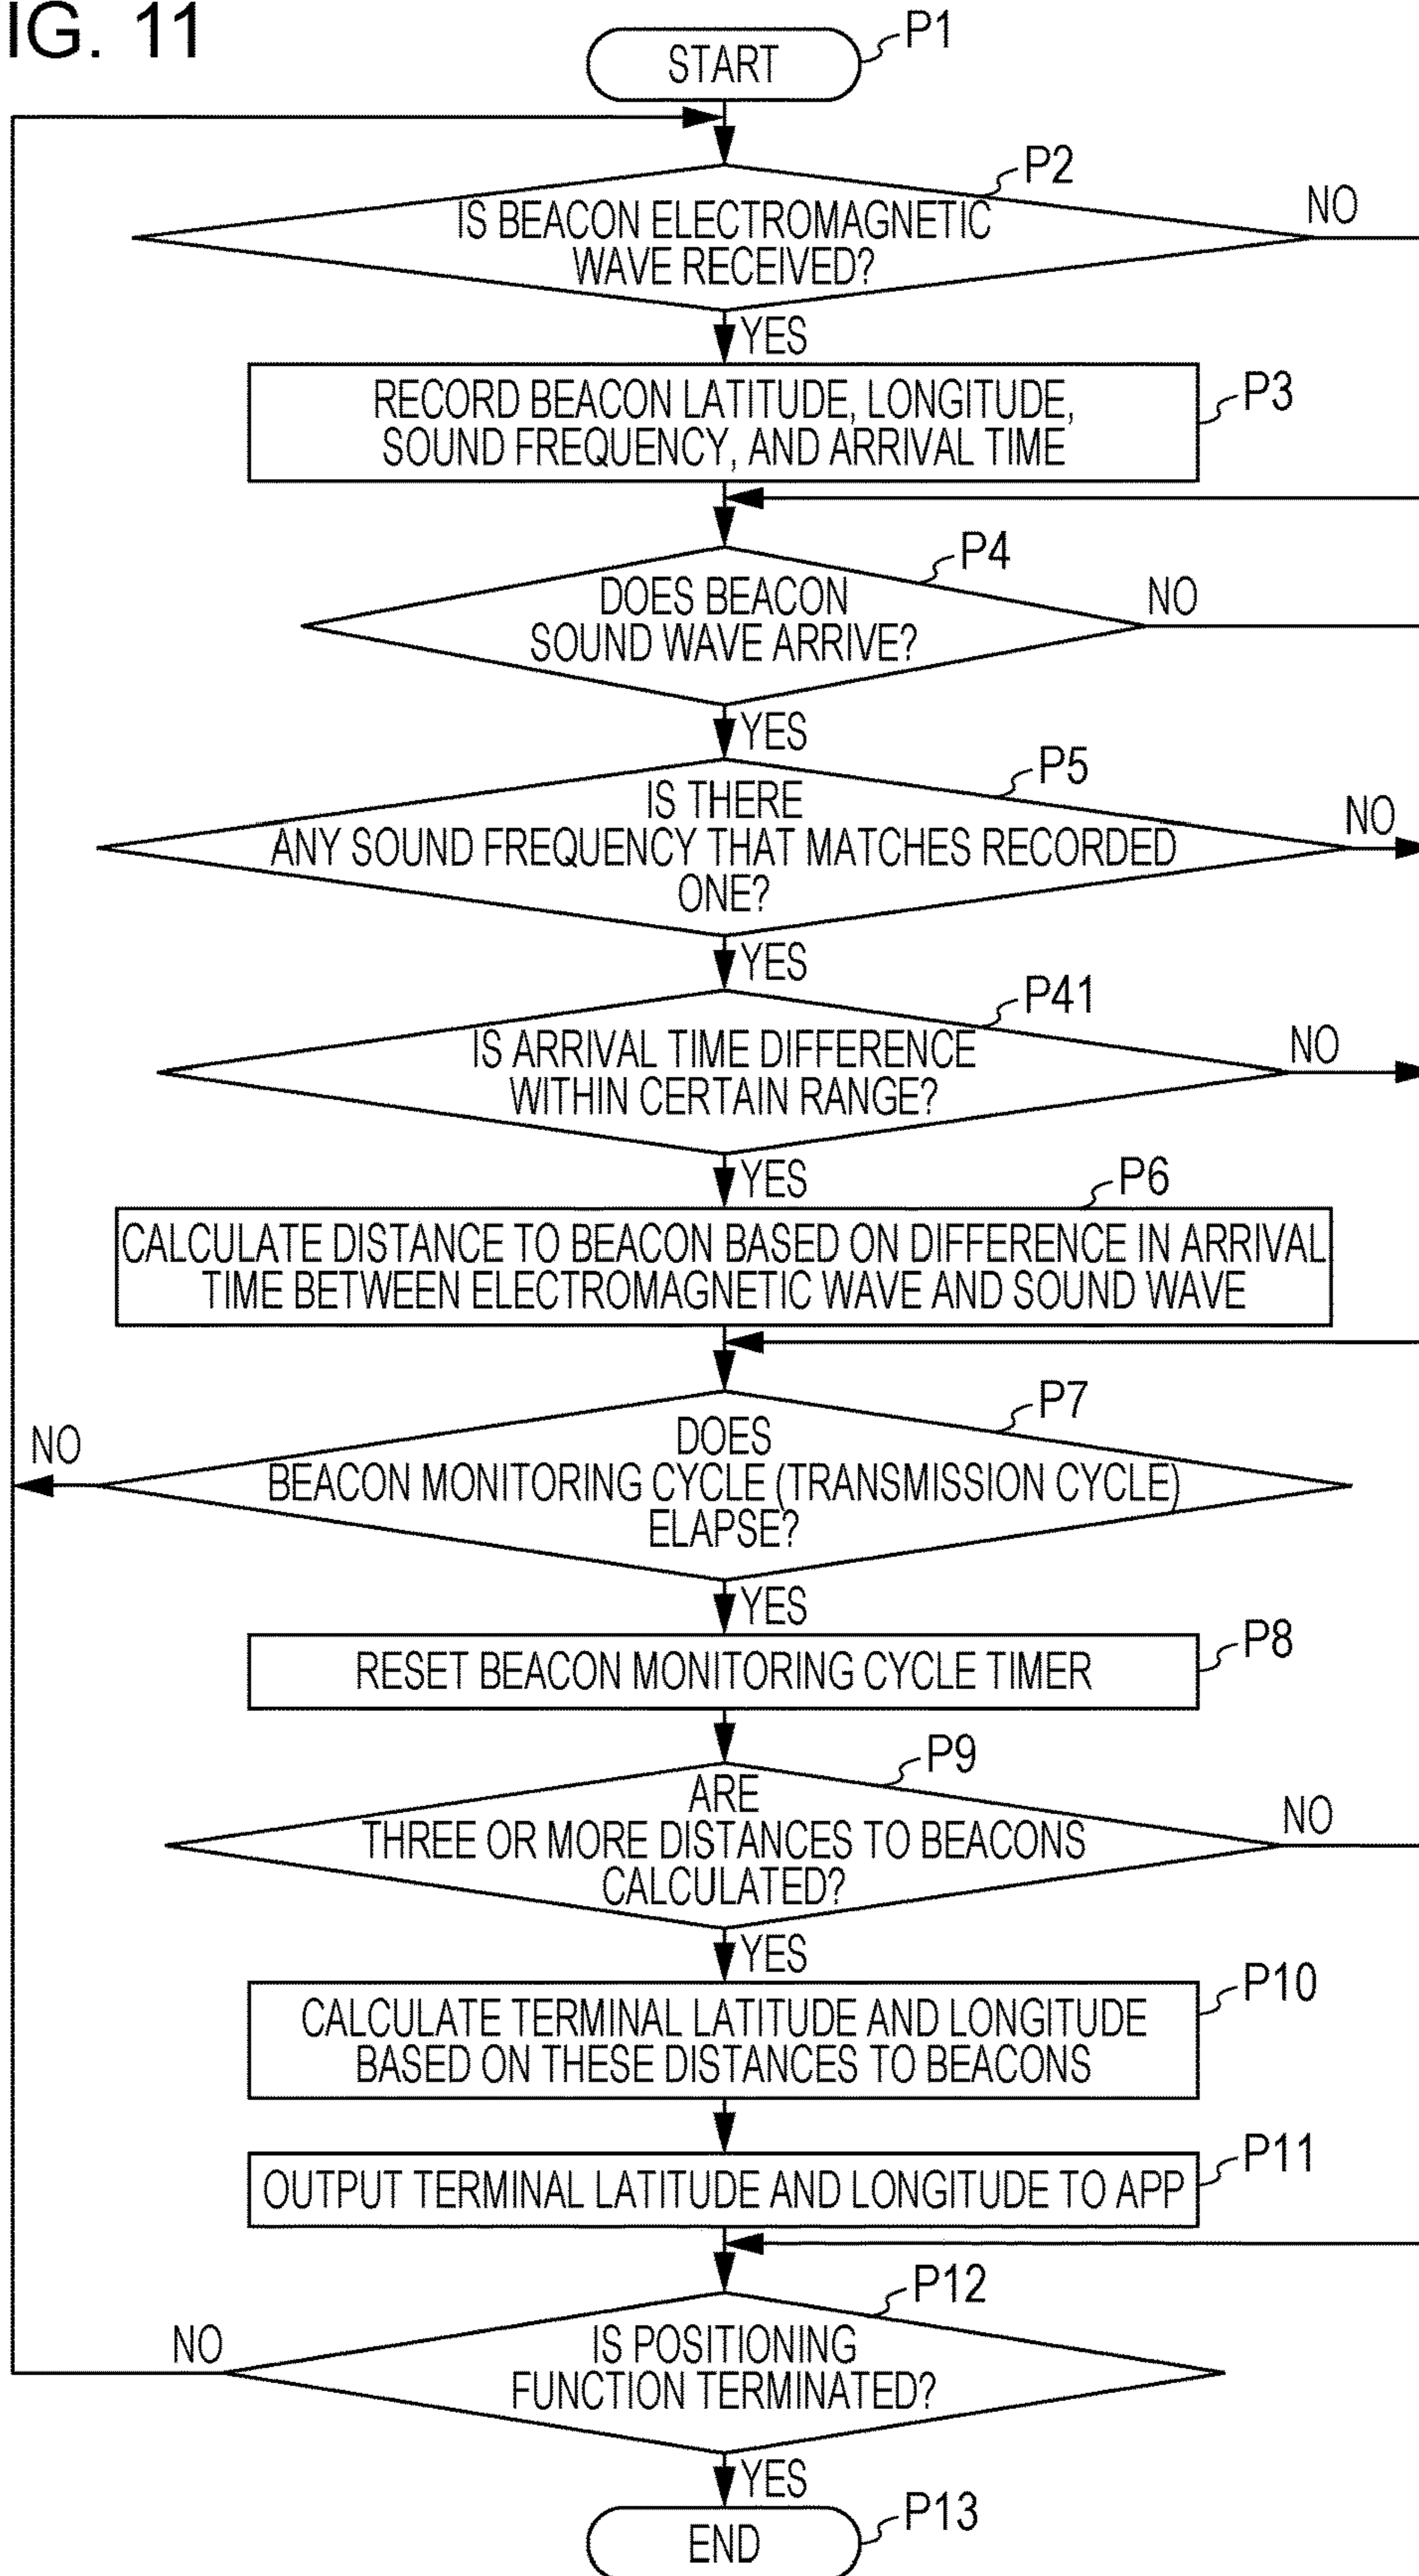 IG. 11
START
P1
P2
IS BEACON ELECTROMAGNETIC
WAVE RECEIVED?
NO
YES
RECORD BEACON LATITUDE, LONGITUDE,
SOUND FREQUENCY, AND ARRIVAL TIME
P3
P4
DOES BEACON
SOUND WAVE ARRIVE?
NO
YES
P5
IS THERE
ANY SOUND FREQUENCY THAT MATCHES RECORDED
ONE?
NO
YES
P41
IS ARRIVAL TIME DIFFERENCE
WITHIN CERTAIN RANGE?
NO
YES
P6
CALCULATE DISTANCE TO BEACON BASED ON DIFFERENCE IN ARRIVAL
TIME BETWEEN ELECTROMAGNETIC WAVE AND SOUND WAVE
P7
NO
DOES
BEACON MONITORING CYCLE (TRANSMISSION CYCLE)
ELAPSE?
YES
RESET BEACON MONITORING CYCLE TIMER
P8
P9
ARE
THREE OR MORE DISTANCES TO BEACONS
CALCULATED?
NO
YES
CALCULATE TERMINAL LATITUDE AND LONGITUDE
BASED ON THESE DISTANCES TO BEACONS
P10
OUTPUT TERMINAL LATITUDE AND LONGITUDE TO APP
P11
P12
NO
IS POSITIONING
FUNCTION TERMINATED?
YES
END
P13